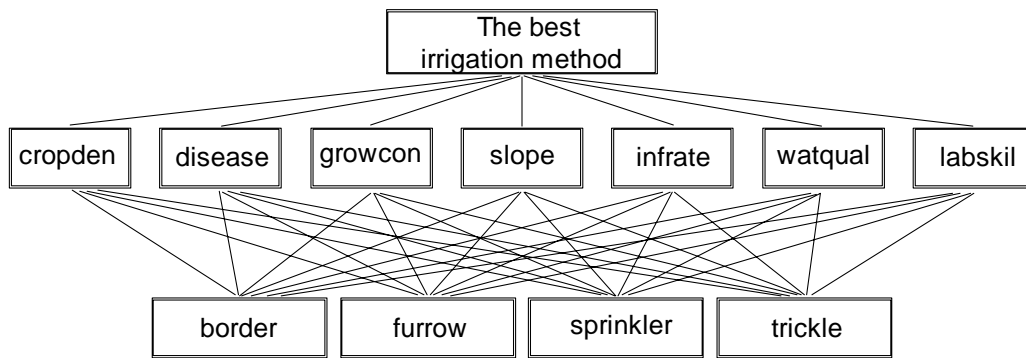 The best
irrigation method
cropden
disease
growcon
slope
infrate
watqual
labskil
border
furrow
sprinkler
trickle